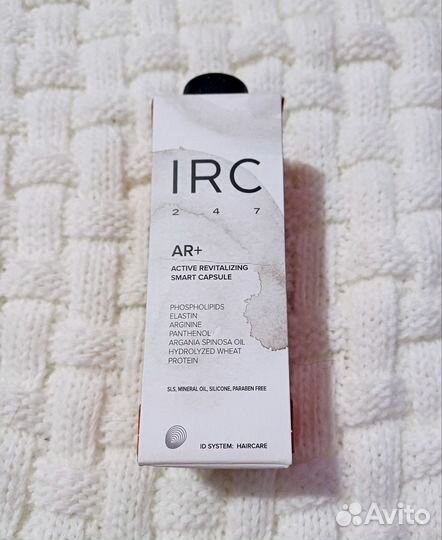 IRC
2 4 7
AR+
ACTIVE REVITALIZING
SMART CAPSULE
PHOSPHOLIPIDS
ELASTIN
ARGININE
PANTHENOL
ARGANIA SPINOSA OIL
HYDROLYZED WHEAT
PROTEIN
SLS, MINERAL OIL, SILICONE, PARABEN FREE
ID SYSTEM: HAIRCARE
Avito